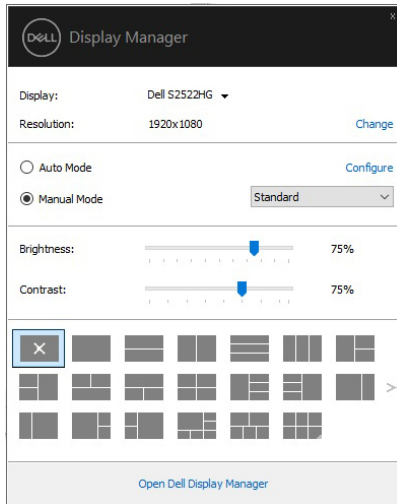 x
DELL Display Manager
Display: Dell S2522HG
Resolution: 1920x1080 Change
Auto Mode Configure
Manual Mode Standard
Brightness: 75%
Contrast: 75%
Open Dell Display Manager